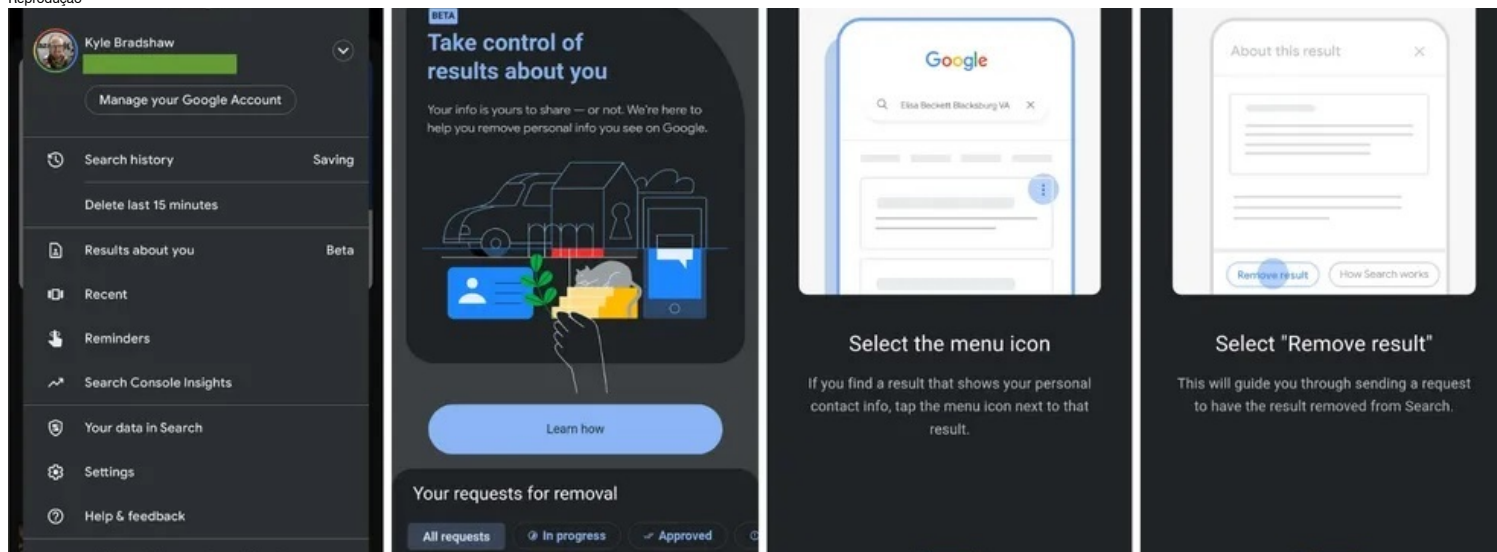 Reprodução
Kyle Bradshaw
Manage your Google Account
Search history Saving
Delete last 15 minutes
Results about you Beta
Recent
Reminders
Search Console Insights
Your data in Search
Settings
Help & feedback
BETA
Take control of
results about you
Your info is yours to share — or not. We're here to
help you remove personal info you see on Google.
Learn how
Your requests for removal
All requests In progress Approved
Google
Elisa Beckett Blacksburg VA
Select the menu icon
If you find a result that shows your personal
contact info, tap the menu icon next to that
result.
About this result
Remove result How Search works
Select "Remove result"
This will guide you through sending a request
to have the result removed from Search.